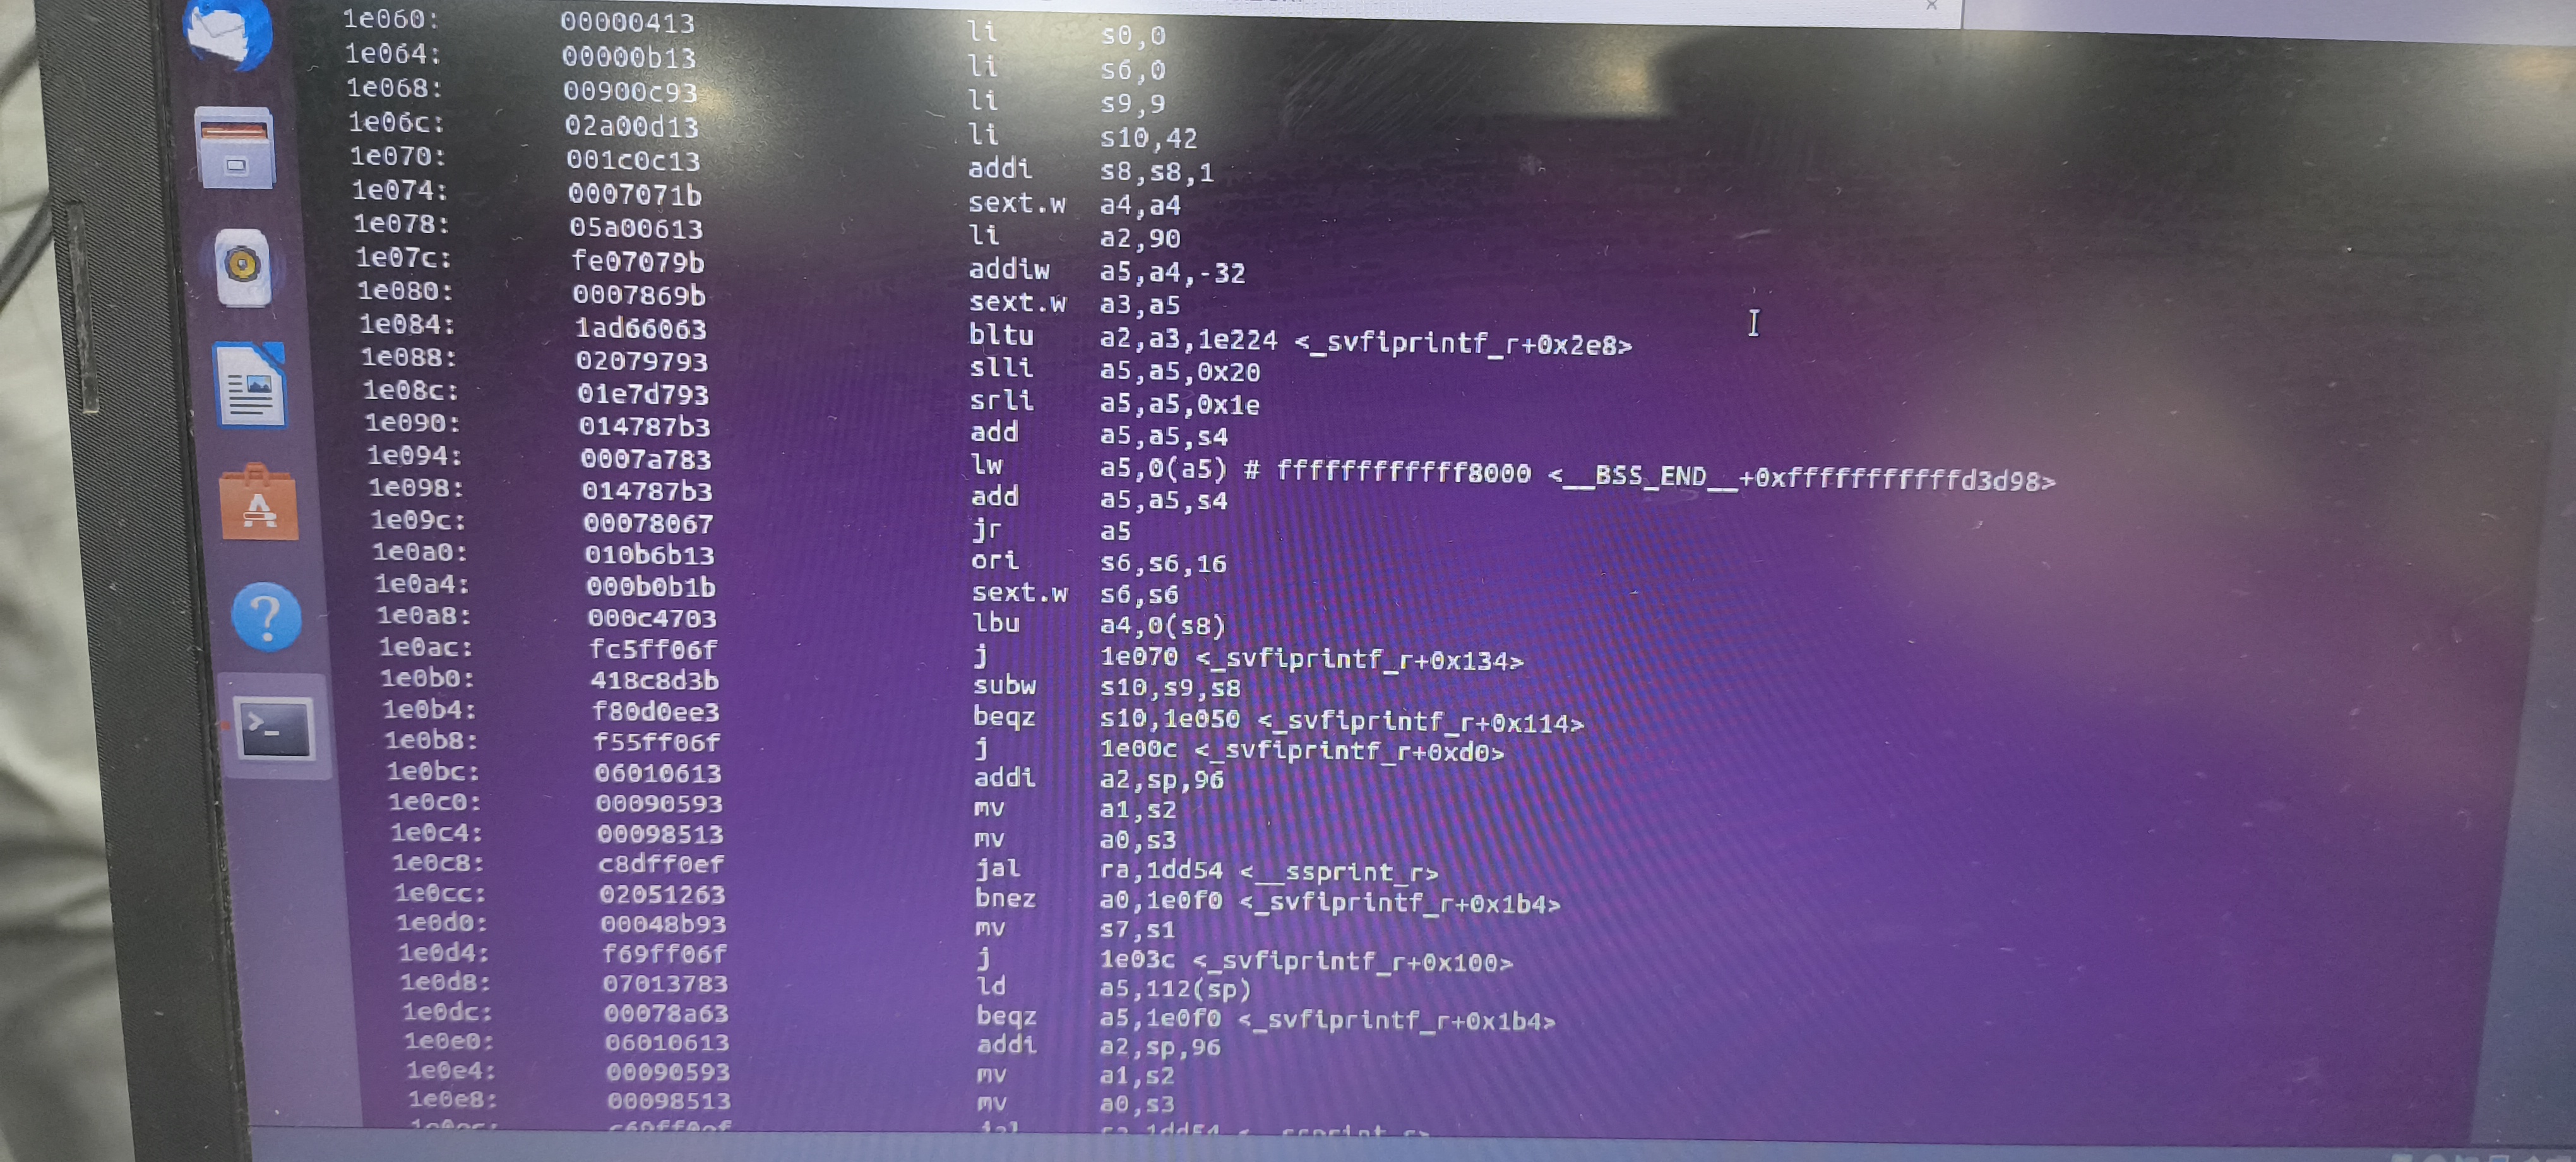 1e060: 00000413 li s0,0
1e064: 00000b13 li s6,0
1e068: 00900c93 li s9,9
1e06c: 02a00d13 li s10,42
1e070: 001c0c13 addi s8,s8,1
1e074: 0007071b sext.w a4,a4
1e078: 05a00613 li a2,90
1e07c: fe07079b addiw a5,a4,-32
1e080: 0007869b sext.w a3,a5
1e084: 1ad66063 bltu a2,a3,1e224 <_svfiprintf_r+0x2e8>
1e088: 02079793 slli a5,a5,0x20
1e08c: 01e7d793 srli a5,a5,0x1e
1e090: 014787b3 add a5,a5,s4
1e094: 0007a783 lw a5,0(a5) # ffffffffffff8000 <__BSS_END__+0xfffffffffffd3d98>
1e098: 014787b3 add a5,a5,s4
1e09c: 00078067 jr a5
1e0a0: 010b6b13 ori s6,s6,16
1e0a4: 000b0b1b sext.w s6,s6
1e0a8: 000c4703 lbu a4,0(s8)
1e0ac: fc5ff06f j 1e070 <_svfiprintf_r+0x134>
1e0b0: 418c8d3b subw s10,s9,s8
1e0b4: f80d0ee3 beqz s10,1e050 <_svfiprintf_r+0x114>
1e0b8: f55ff06f j 1e00c <_svfiprintf_r+0xd0>
1e0bc: 06010613 addi a2,sp,96
1e0c0: 00090593 mv a1,s2
1e0c4: 00098513 mv a0,s3
1e0c8: c8dff0ef jal ra,1dd54 <__ssprint_r>
1e0cc: 02051263 bnez a0,1e0f0 <_svfiprintf_r+0x1b4>
1e0d0: 00048b93 mv s7,s1
1e0d4: f69ff06f j 1e03c <_svfiprintf_r+0x100>
1e0d8: 07013783 ld a5,112(sp)
1e0dc: 00078a63 beqz a5,1e0f0 <_svfiprintf_r+0x1b4>
1e0e0: 06010613 addi a2,sp,96
1e0e4: 00090593 mv a1,s2
1e0e8: 00098513 mv a0,s3